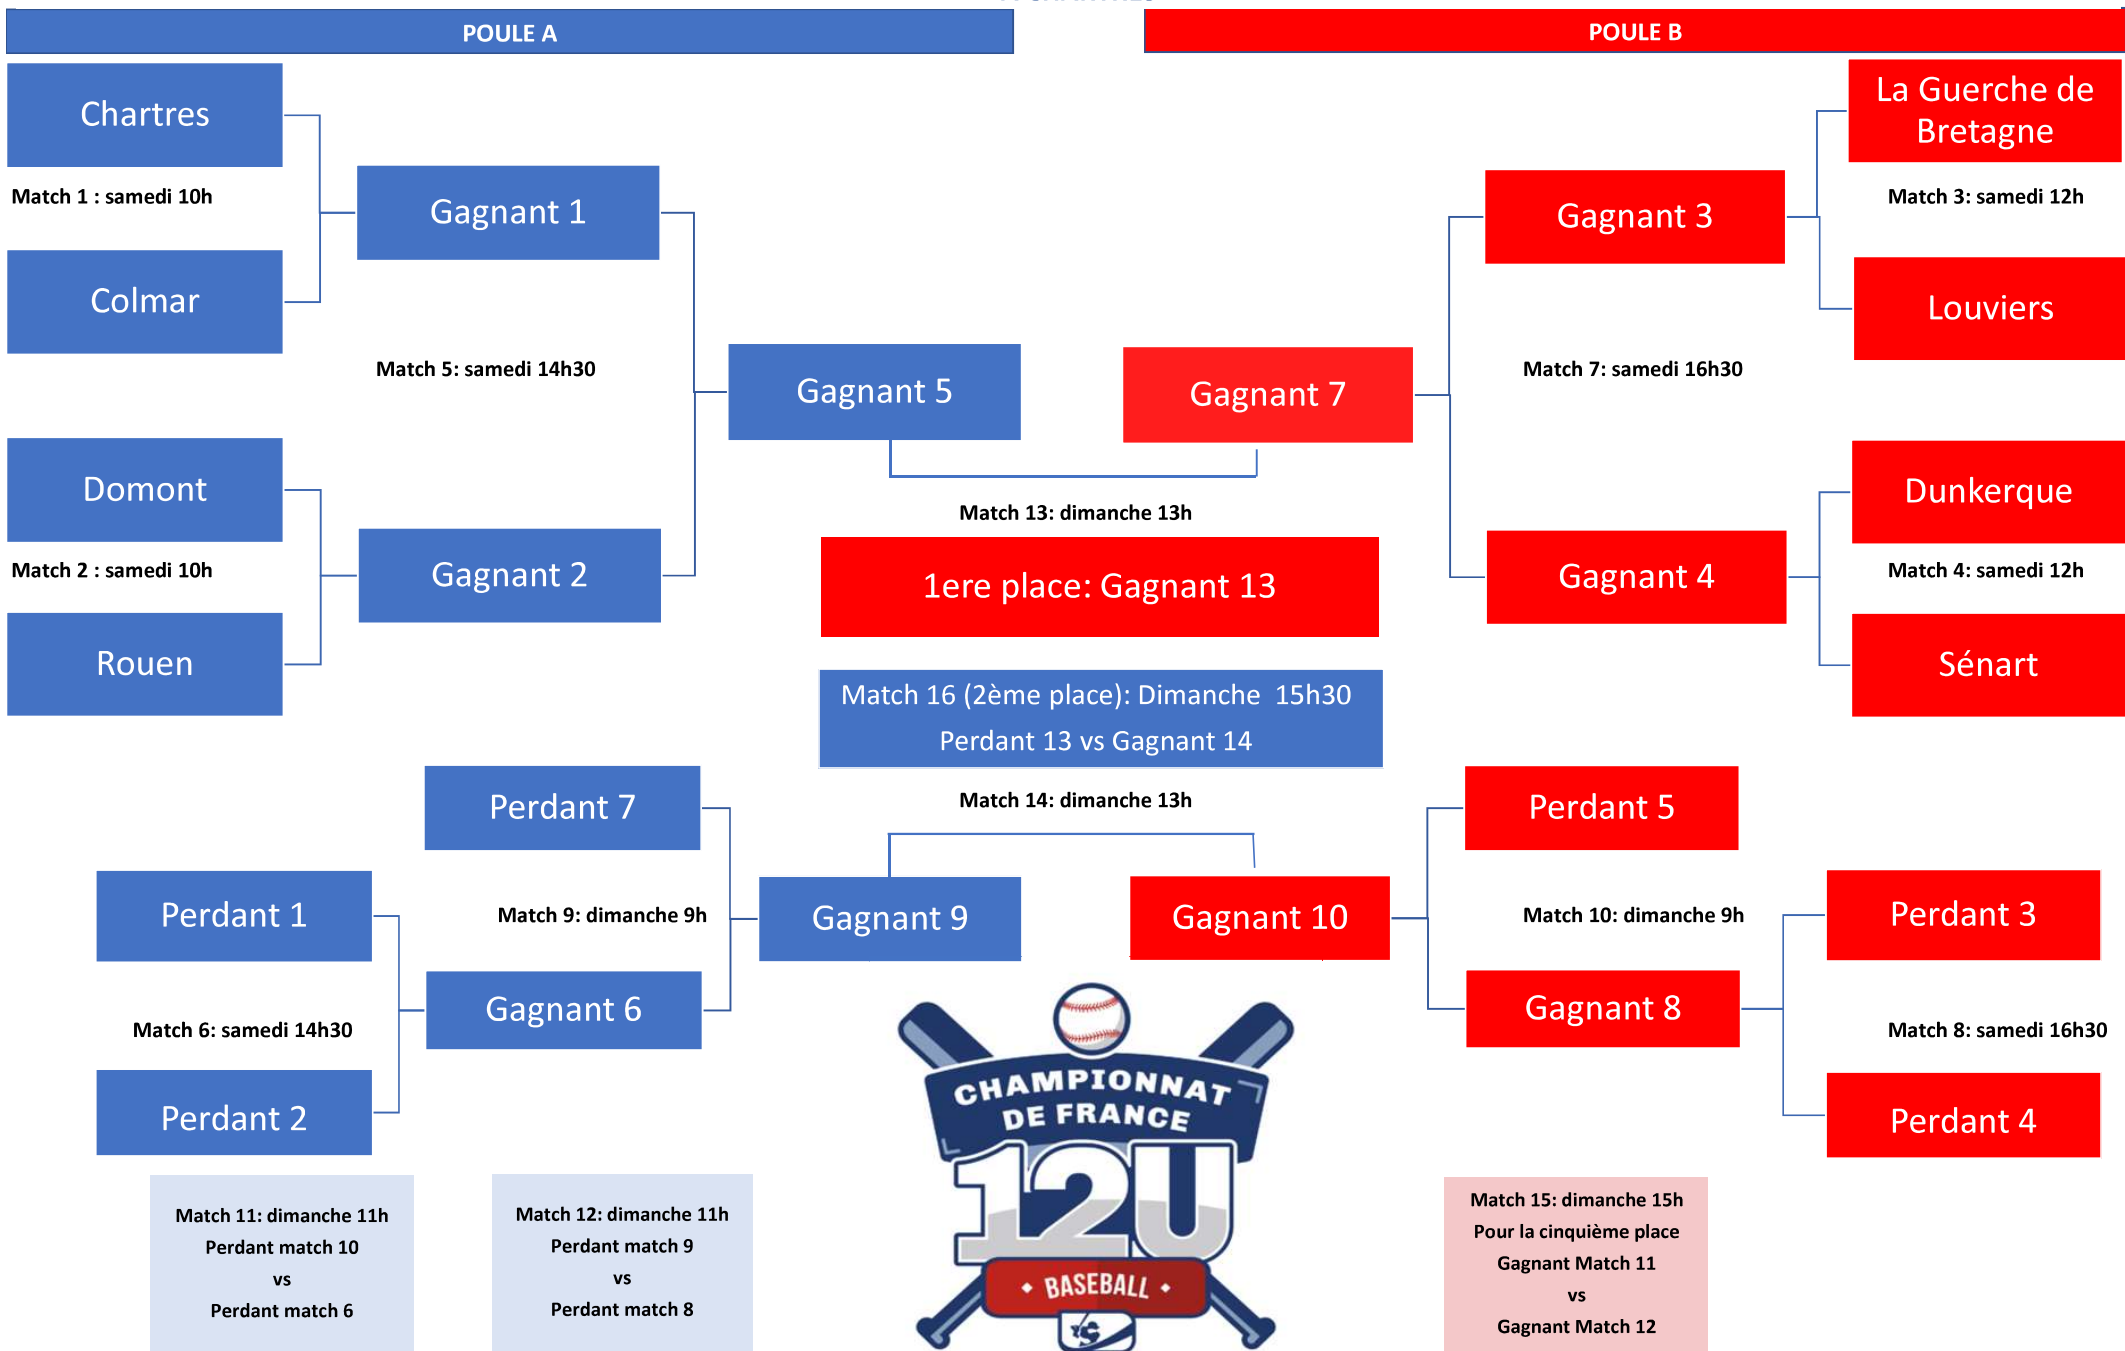 POULE A
POULE B
Chartres
Match 1 : samedi 10h
Colmar
Gagnant 1
Match 5: samedi 14h30
Domont
Match 2 : samedi 10h
Rouen
Gagnant 2
Gagnant 5
Gagnant 7
Match 13: dimanche 13h
1ere place: Gagnant 13
Match 16 (2ème place): Dimanche 15h30
Perdant 13 vs Gagnant 14
Match 14: dimanche 13h
Gagnant 3
Match 7: samedi 16h30
Gagnant 4
La Guerche de
Bretagne
Match 3: samedi 12h
Louviers
Dunkerque
Match 4: samedi 12h
Sénart
Perdant 7
Perdant 1
Match 9: dimanche 9h
Gagnant 9
Match 6: samedi 14h30
Gagnant 6
Perdant 2
Gagnant 10
Perdant 5
Match 10: dimanche 9h
Gagnant 8
Perdant 3
Match 8: samedi 16h30
Perdant 4
Match 11: dimanche 11h
Perdant match 10
vs
Perdant match 6
Match 12: dimanche 11h
Perdant match 9
vs
Perdant match 8
CHAMPIONNAT
DE FRANCE
12U
BASEBALL
Match 15: dimanche 15h
Pour la cinquième place
Gagnant Match 11
vs
Gagnant Match 12